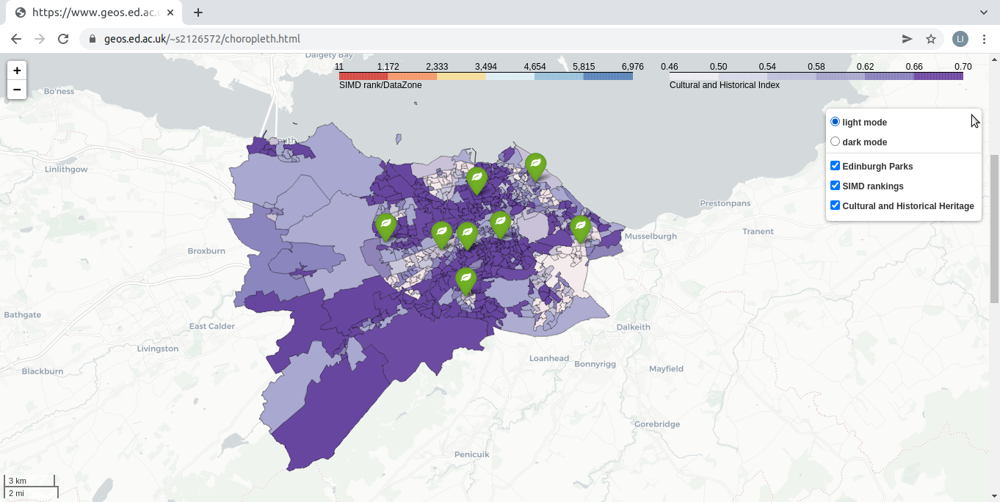 https://www.geos.ed.ac.u
geos.ed.ac.uk/~s2126572/choropleth.html
LI
Dalgety Bay
+
−
11 1,172 2,333 3,494 4,654 5,815 6,976
SIMD rank/DataZone
0.46 0.50 0.54 0.58 0.62 0.66 0.70
Cultural and Historical Index
Bo'ness
light mode
dark mode
Edinburgh Parks
SIMD rankings
Cultural and Historical Heritage
Linlithgow
Prestonpans
Tranent
Musselburgh
Broxburn
Bathgate
East Calder
Dalkeith
Livingston
Loanhead
Bonnyrigg
Mayfield
Blackburn
Gorebridge
Penicuik
3 km
2 mi